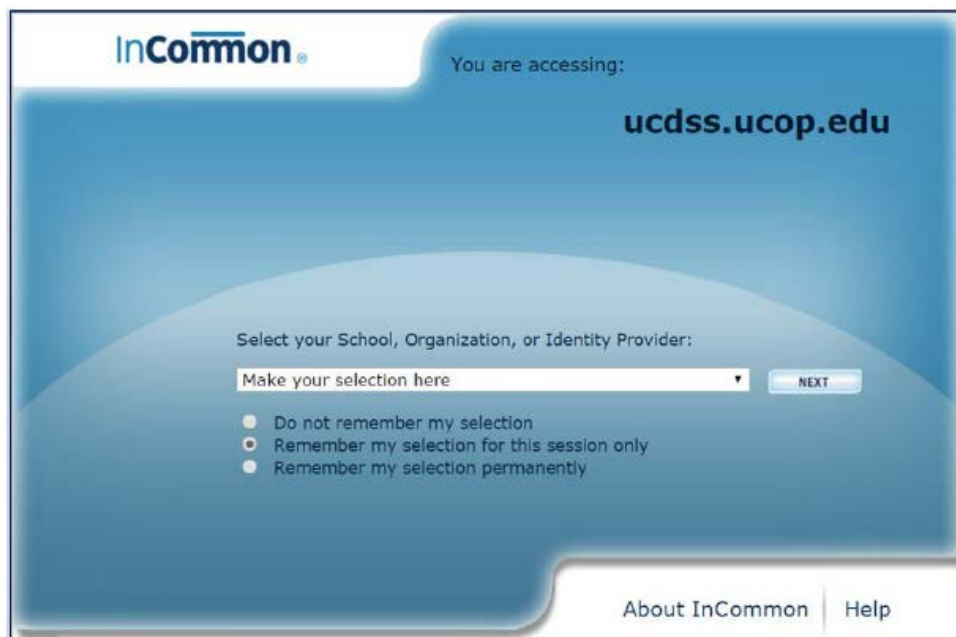 InCommon®
You are accessing:
ucdss.ucop.edu
Select your School, Organization, or Identity Provider:
Make your selection here
NEXT
Do not remember my selection
Remember my selection for this session only
Remember my selection permanently
About InCommon
Help